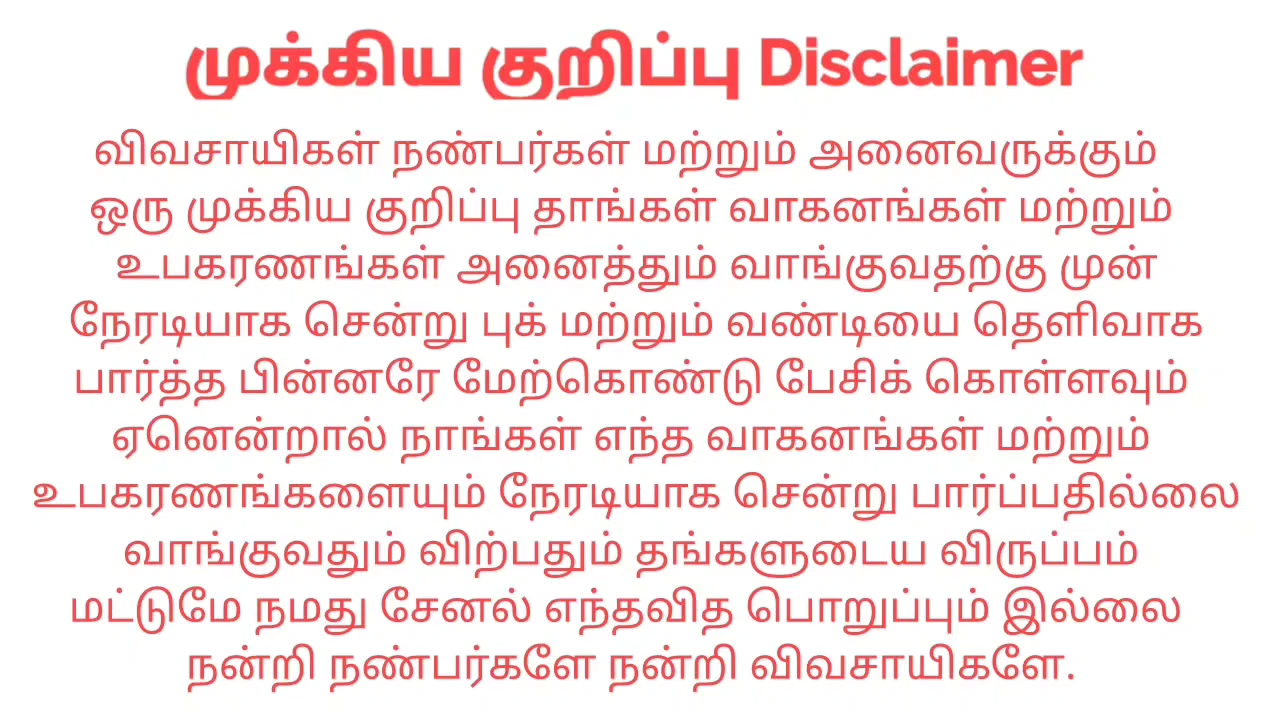 முக்கிய குறிப்பு Disclaimer
விவசாயிகள் நண்பர்கள் மற்றும் அனைவருக்கும்
ஒரு முக்கிய குறிப்பு தாங்கள் வாகனங்கள் மற்றும்
உபகரணங்கள் அனைத்தும் வாங்குவதற்கு முன்
நேரடியாக சென்று புக் மற்றும் வண்டியை தெளிவாக
பார்த்த பின்னரே மேற்கொண்டு பேசிக் கொள்ளவும்
ஏனென்றால் நாங்கள் எந்த வாகனங்கள் மற்றும்
உபகரணங்களையும் நேரடியாக சென்று பார்ப்பதில்லை
வாங்குவதும் விற்பதும் தங்களுடைய விருப்பம்
மட்டுமே நமது சேனல் எந்தவித பொறுப்பும் இல்லை
நன்றி நண்பர்களே நன்றி விவசாயிகளே.